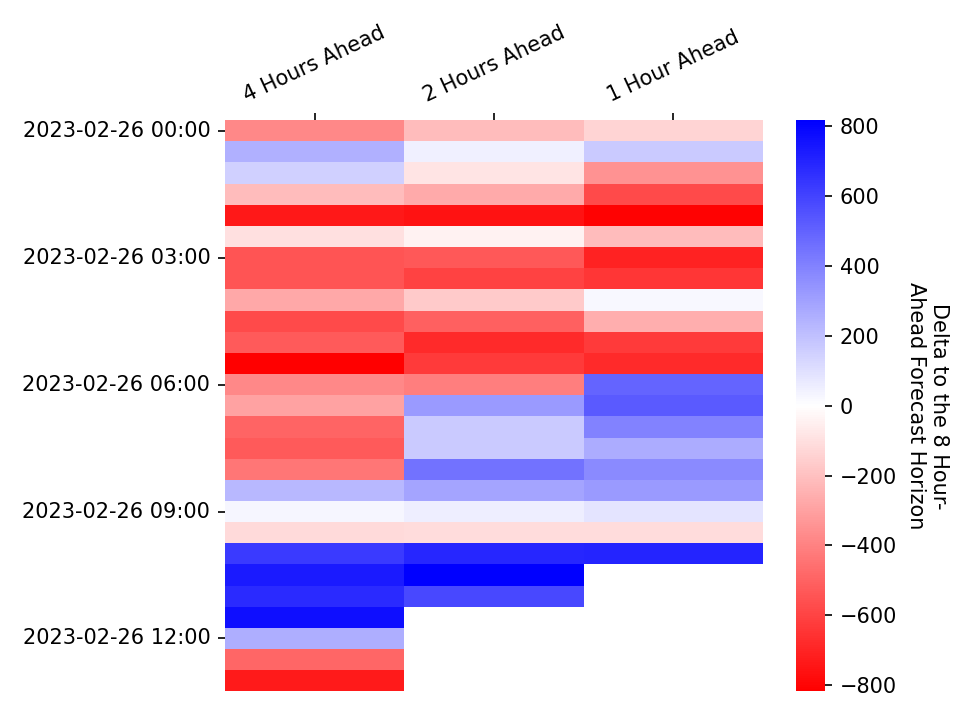 4 Hours Ahead
2 Hours Ahead
1 Hour Ahead
2023-02-26 00:00
2023-02-26 03:00
2023-02-26 06:00
2023-02-26 09:00
2023-02-26 12:00
800
600
400
200
0
−200
−400
−600
−800
Delta to the 8 Hour-
Ahead Forecast Horizon